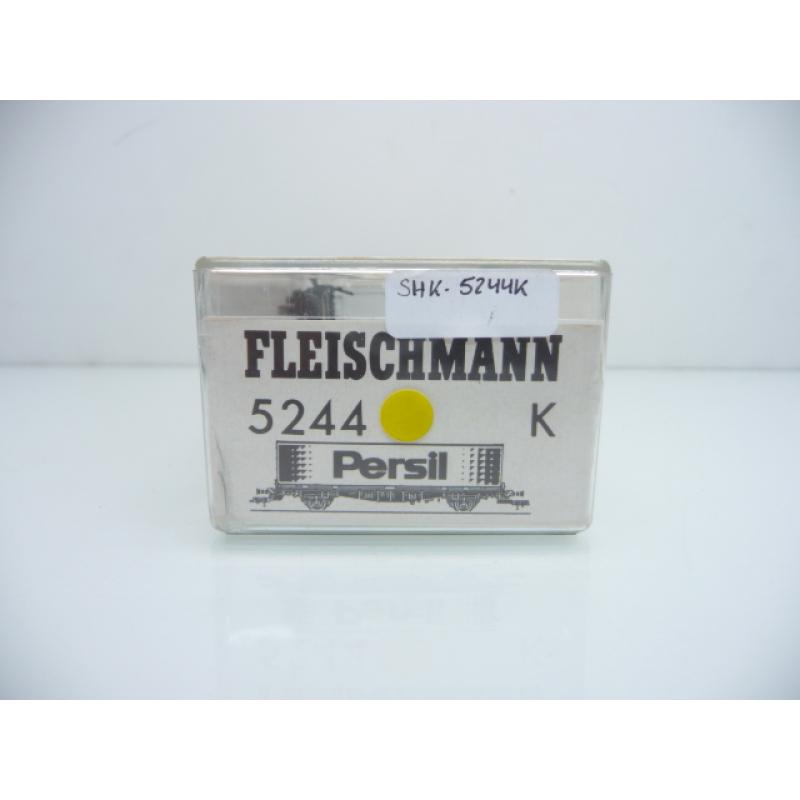 SHK-5244K
FLEISCHMANN
5244 K
Persil